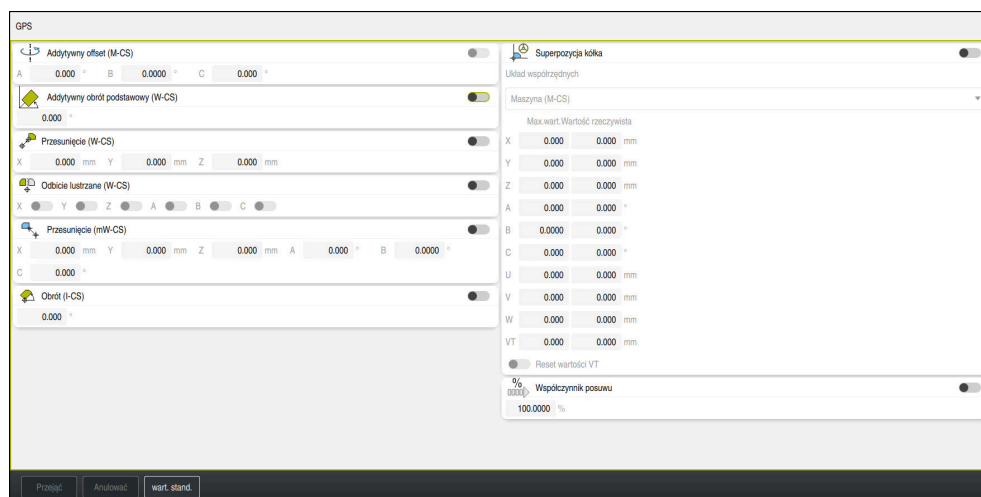 GPS
Addytywny offset (M-CS)
A 0.000 ° B 0.0000 ° C 0.000 °
Addytywny obrót podstawowy (W-CS)
0.000 °
Przesunięcie (W-CS)
X 0.000 mm Y 0.000 mm Z 0.000 mm
Odbicie lustrzane (W-CS)
X Y Z A B C
Przesunięcie (mW-CS)
X 0.000 mm Y 0.000 mm Z 0.000 mm A 0.000 ° B 0.0000 °
C 0.000 °
Obrót (I-CS)
0.000 °
Superpozycja kółka
Układ współrzędnych
Maszyna (M-CS)
Max.wart.Wartość rzeczywista
X 0.000 0.000 mm
Y 0.000 0.000 mm
Z 0.000 0.000 mm
A 0.000 0.000 °
B 0.0000 0.000 °
C 0.000 0.000 °
U 0.000 0.000 mm
V 0.000 0.000 mm
W 0.000 0.000 mm
VT 0.000 0.000 mm
Reset wartości VT
% Współczynnik posuwu
100.0000 %
Przejąć Anulować wart. stand.